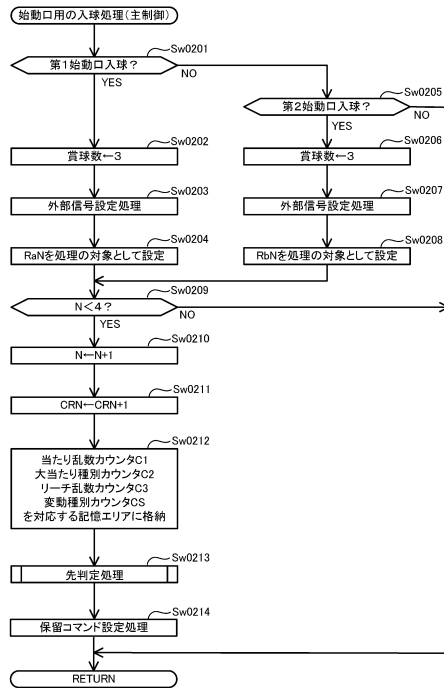 始動口用の入球処理(主制御)
Sw0201
第1始動口入球？
NO
YES
Sw0205
第2始動口入球？
NO
YES
Sw0202
賞球数←3
Sw0206
賞球数←3
Sw0203
外部信号設定処理
Sw0207
外部信号設定処理
Sw0204
RaNを処理の対象として設定
Sw0208
RbNを処理の対象として設定
Sw0209
N＜4？
NO
YES
Sw0210
N←N+1
Sw0211
CRN←CRN+1
Sw0212
当たり乱数カウンタC1
大当たり種別カウンタC2
リーチ乱数カウンタC3
変動種別カウンタCS
を対応する記憶エリアに格納
Sw0213
先判定処理
Sw0214
保留コマンド設定処理
RETURN